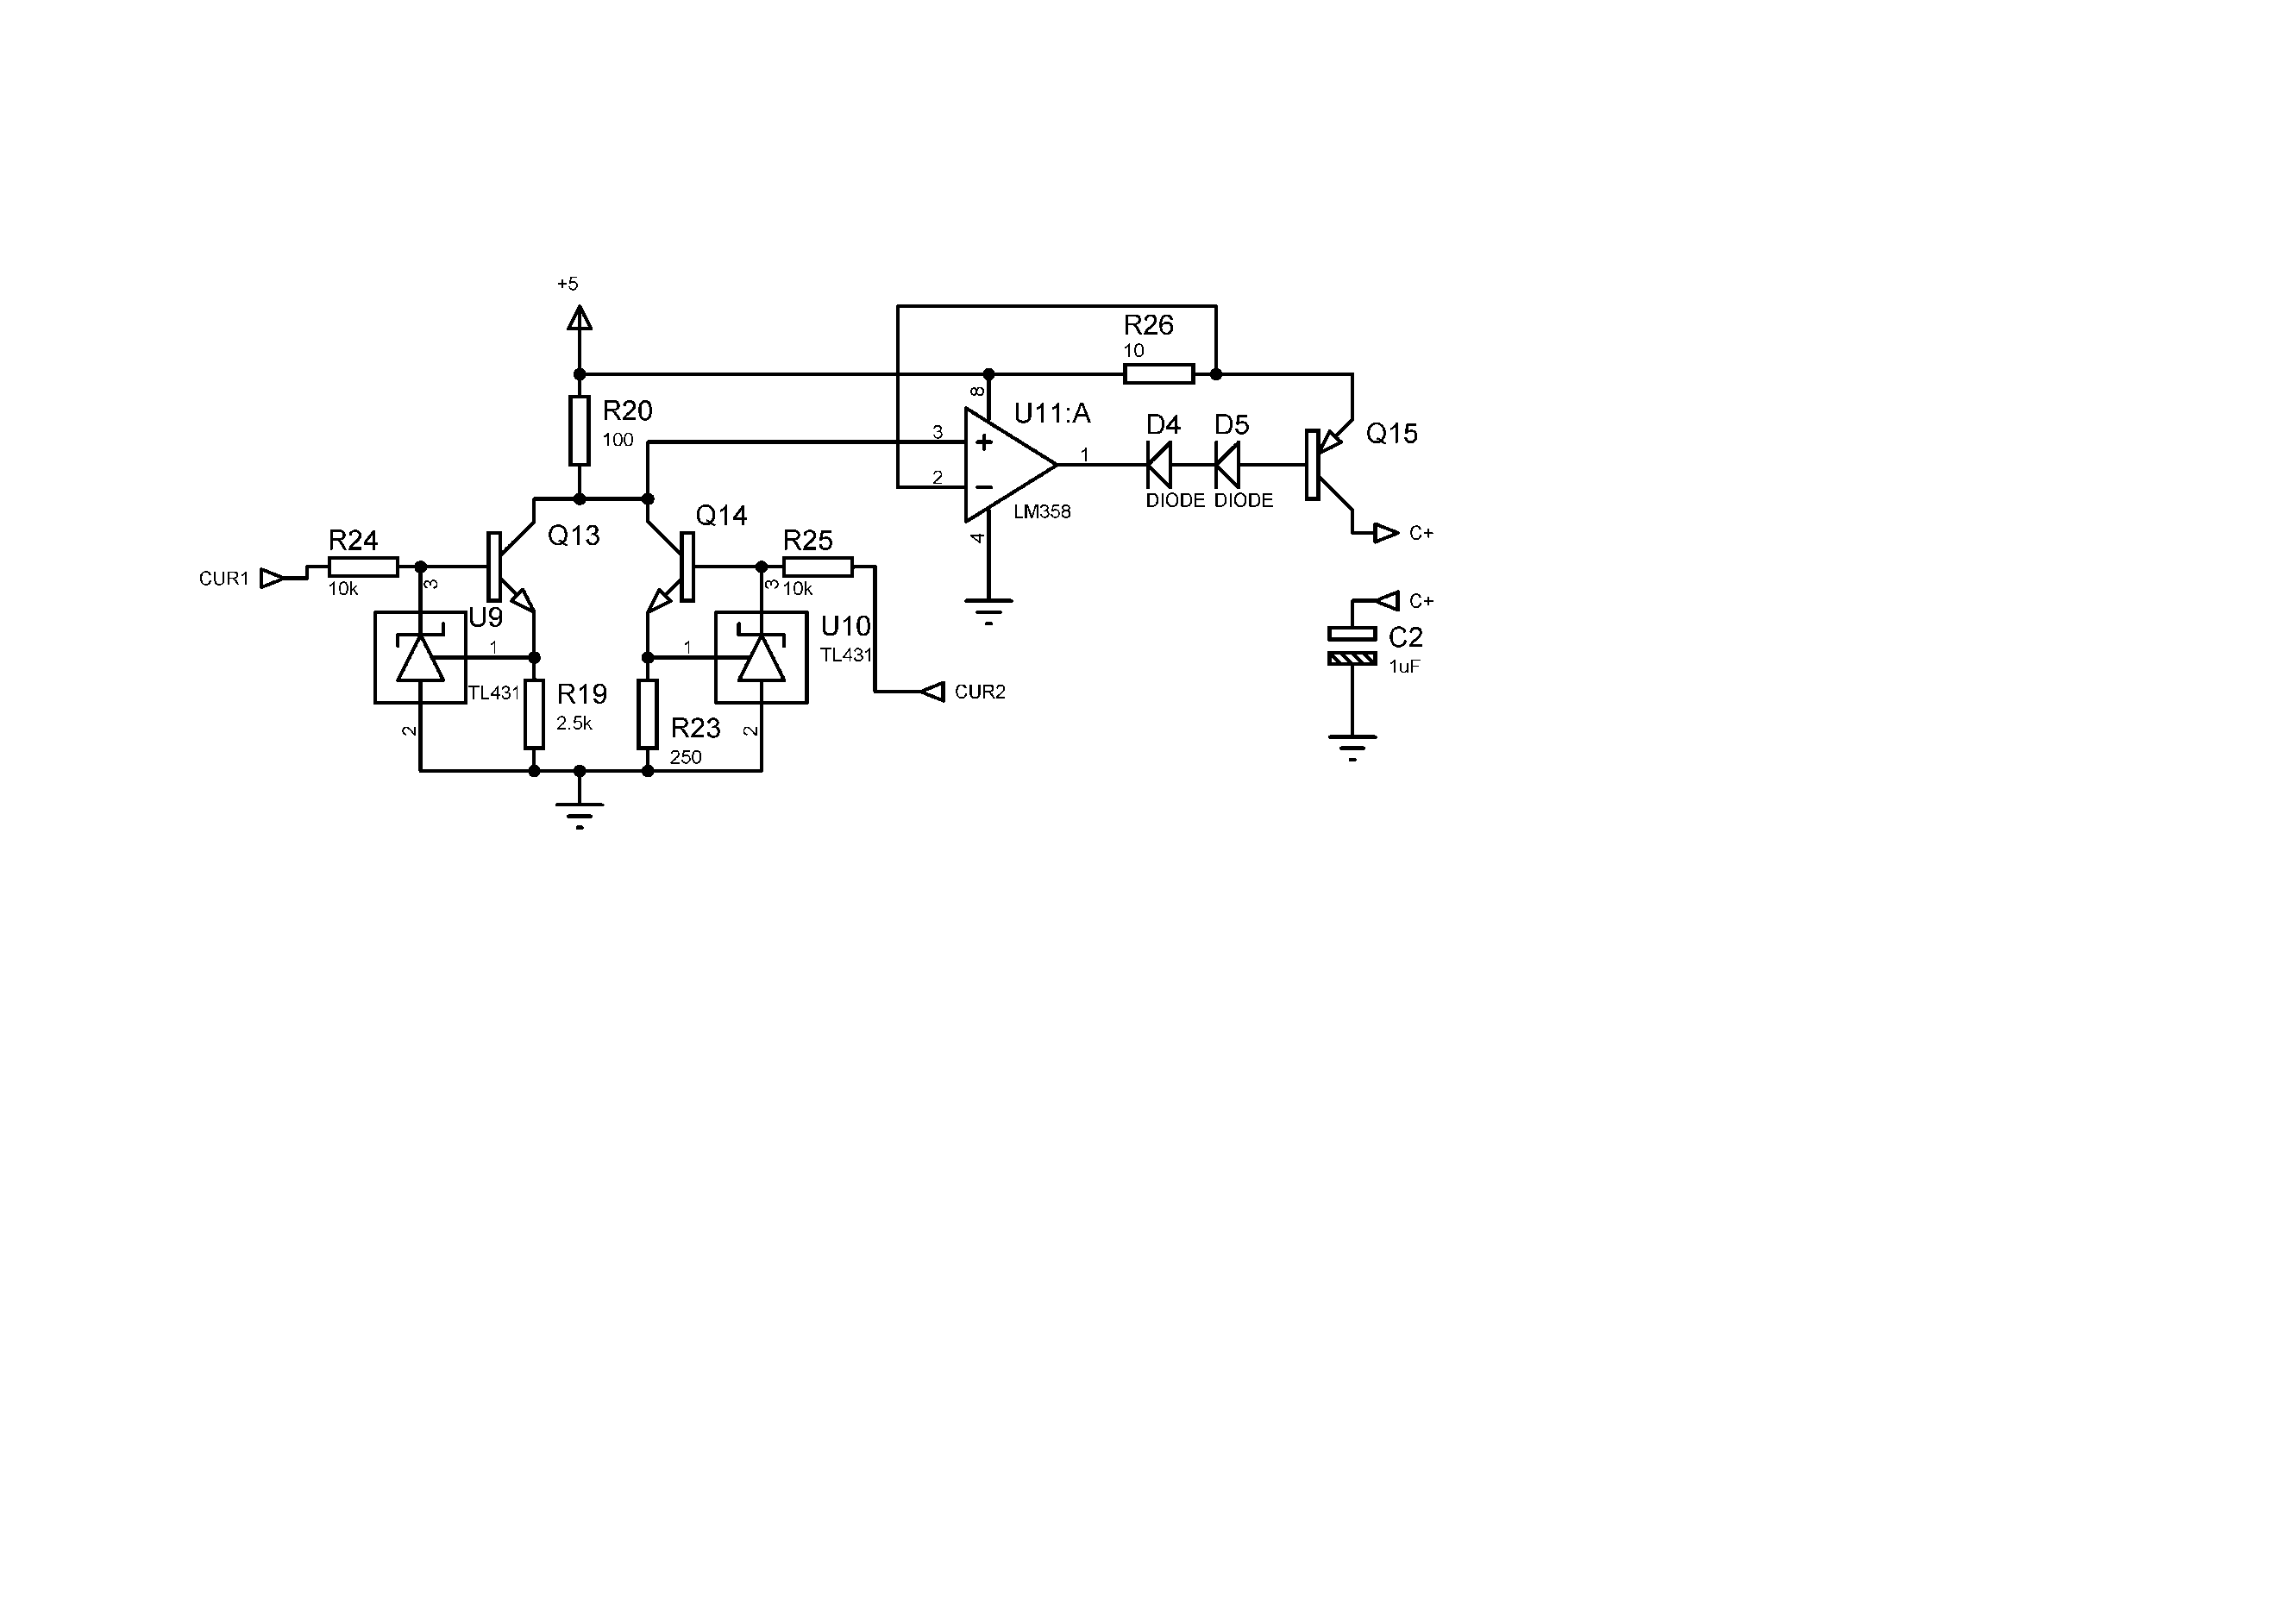 +5
R26
10
R20
100
8
U11:A
3
+
2
−
1
LM358
4
D4
DIODE
D5
DIODE
Q15
C+
C+
C2
1uF
Q13
Q14
R24
10k
CUR1
R25
10k
3
3
U9
TL431
1
2
R19
2.5k
1
U10
TL431
2
R23
250
CUR2